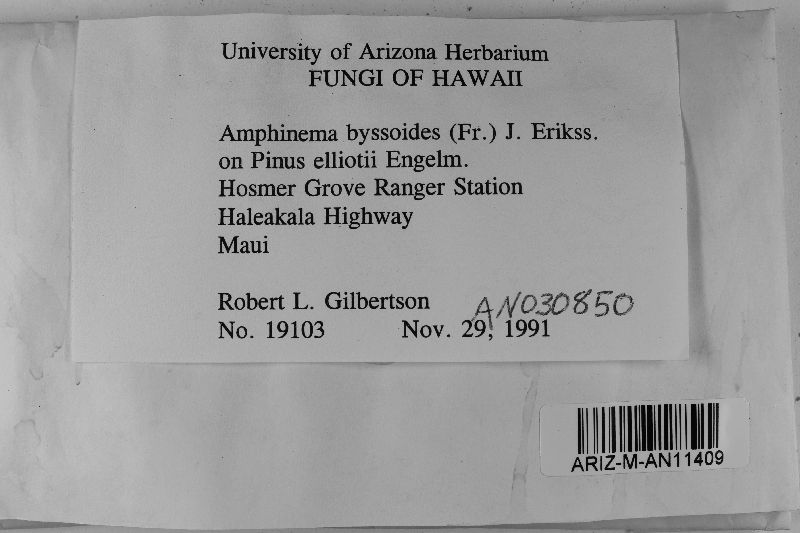 University of Arizona Herbarium
FUNGI OF HAWAII
Amphinema byssoides (Fr.) J. Erikss.
on Pinus elliotii Engelm.
Hosmer Grove Ranger Station
Haleakala Highway
Maui
Robert L. Gilbertson AN030850
No. 19103 Nov. 29, 1991
ARIZ-M-AN11409